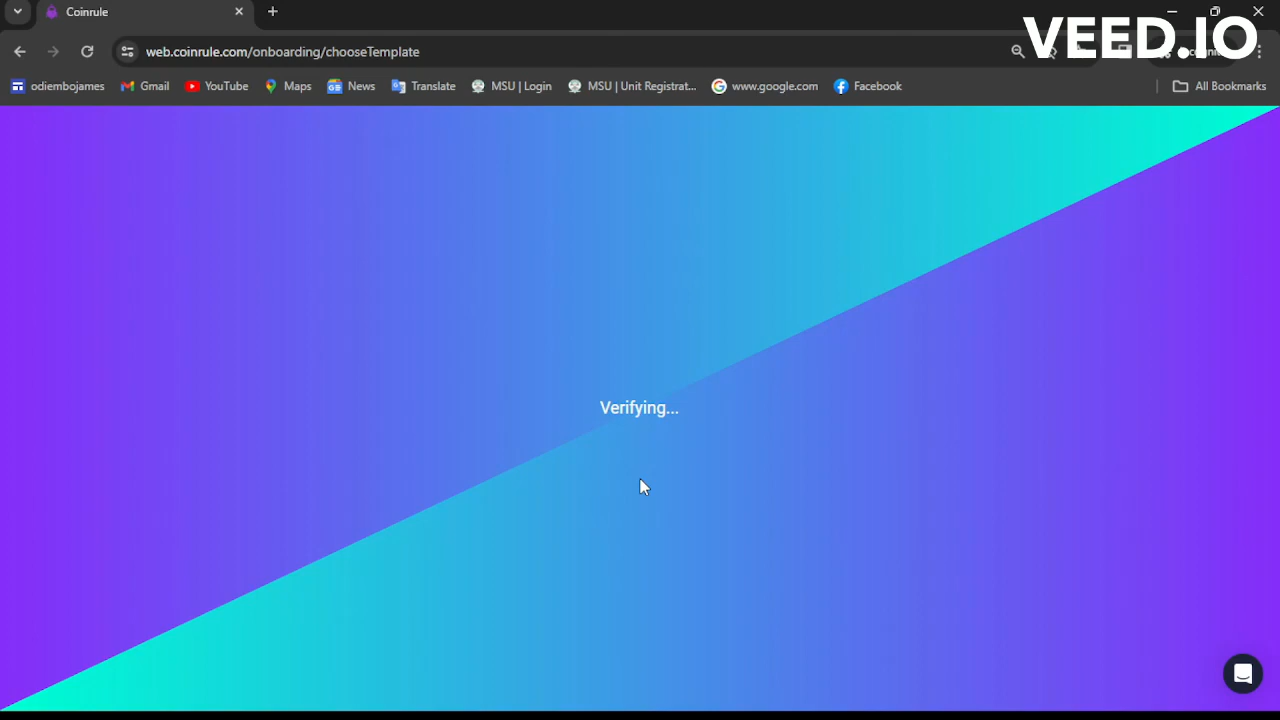 Coinrule
VEED.IO
web.coinrule.com/onboarding/chooseTemplate
odiembojames
Gmail
YouTube
Maps
News
Translate
MSU | Login
MSU | Unit Registrat...
www.google.com
Facebook
All Bookmarks
Verifying...